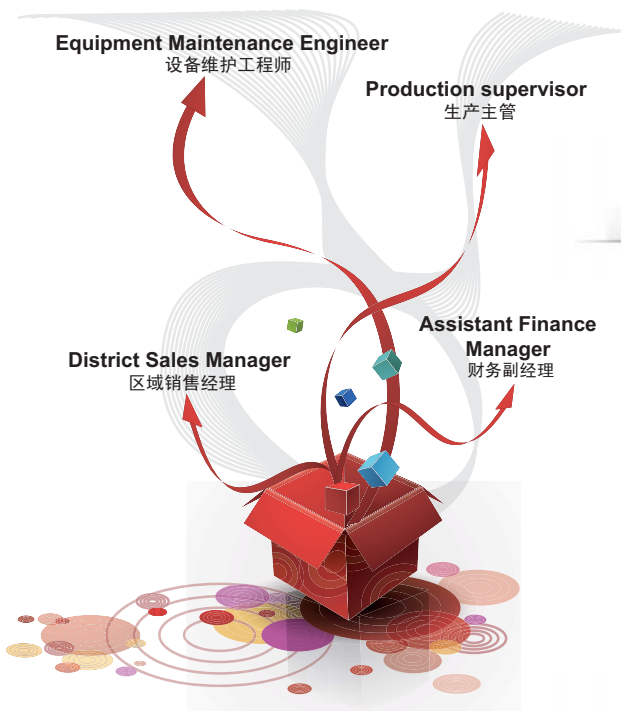 Equipment Maintenance Engineer
设备维护工程师
Production supervisor
生产主管
Assistant Finance
Manager
财务副经理
District Sales Manager
区域销售经理